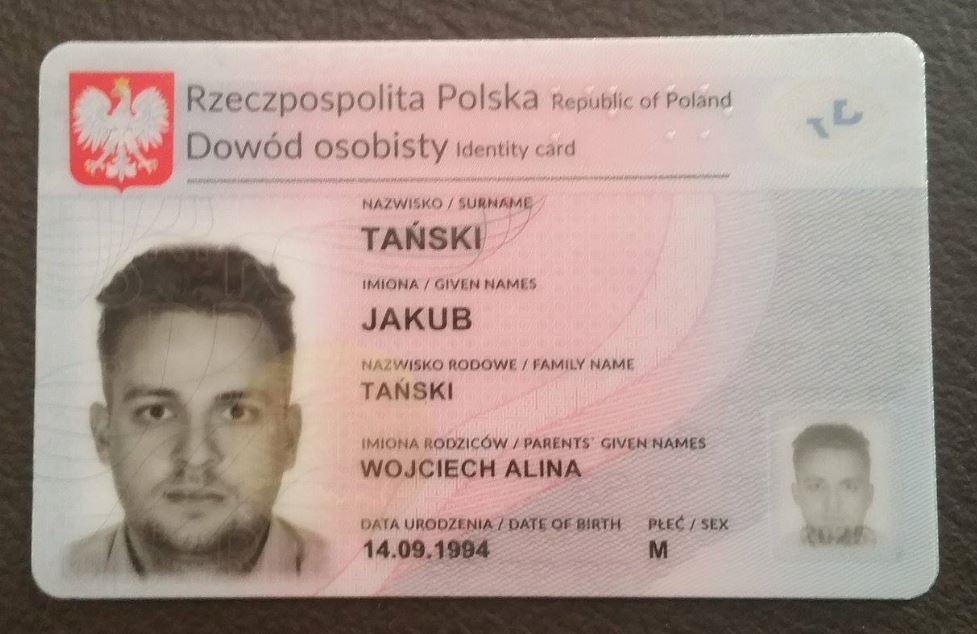 Rzeczpospolita Polska Republic of Poland
Dowód osobisty Identity card
NAZWISKO / SURNAME
TAŃSKI
IMIONA / GIVEN NAMES
JAKUB
NAZWISKO RODOWE / FAMILY NAME
TAŃSKI
IMIONA RODZICÓW / PARENTS' GIVEN NAMES
WOJCIECH ALINA
DATA URODZENIA / DATE OF BIRTH PŁEĆ / SEX
14.09.1994 M